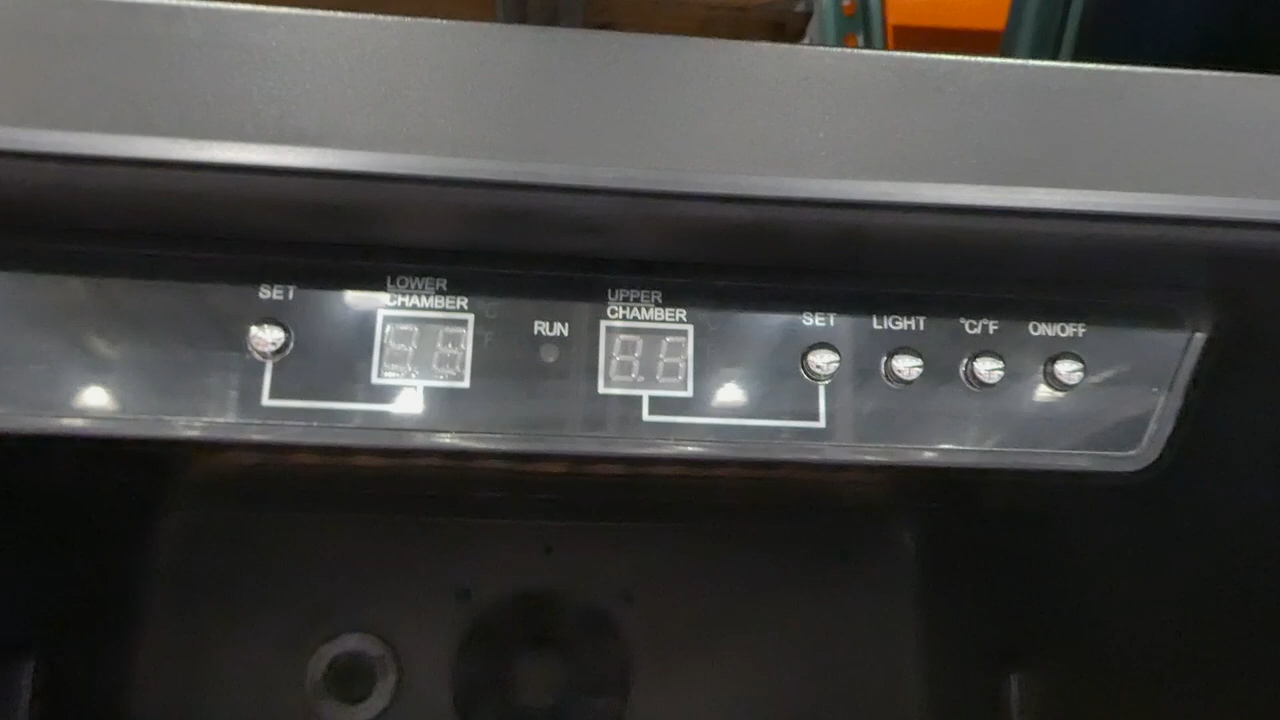 SET
LOWER
CHAMBER
RUN
UPPER
CHAMBER
SET
LIGHT
°C/°F
ON/OFF